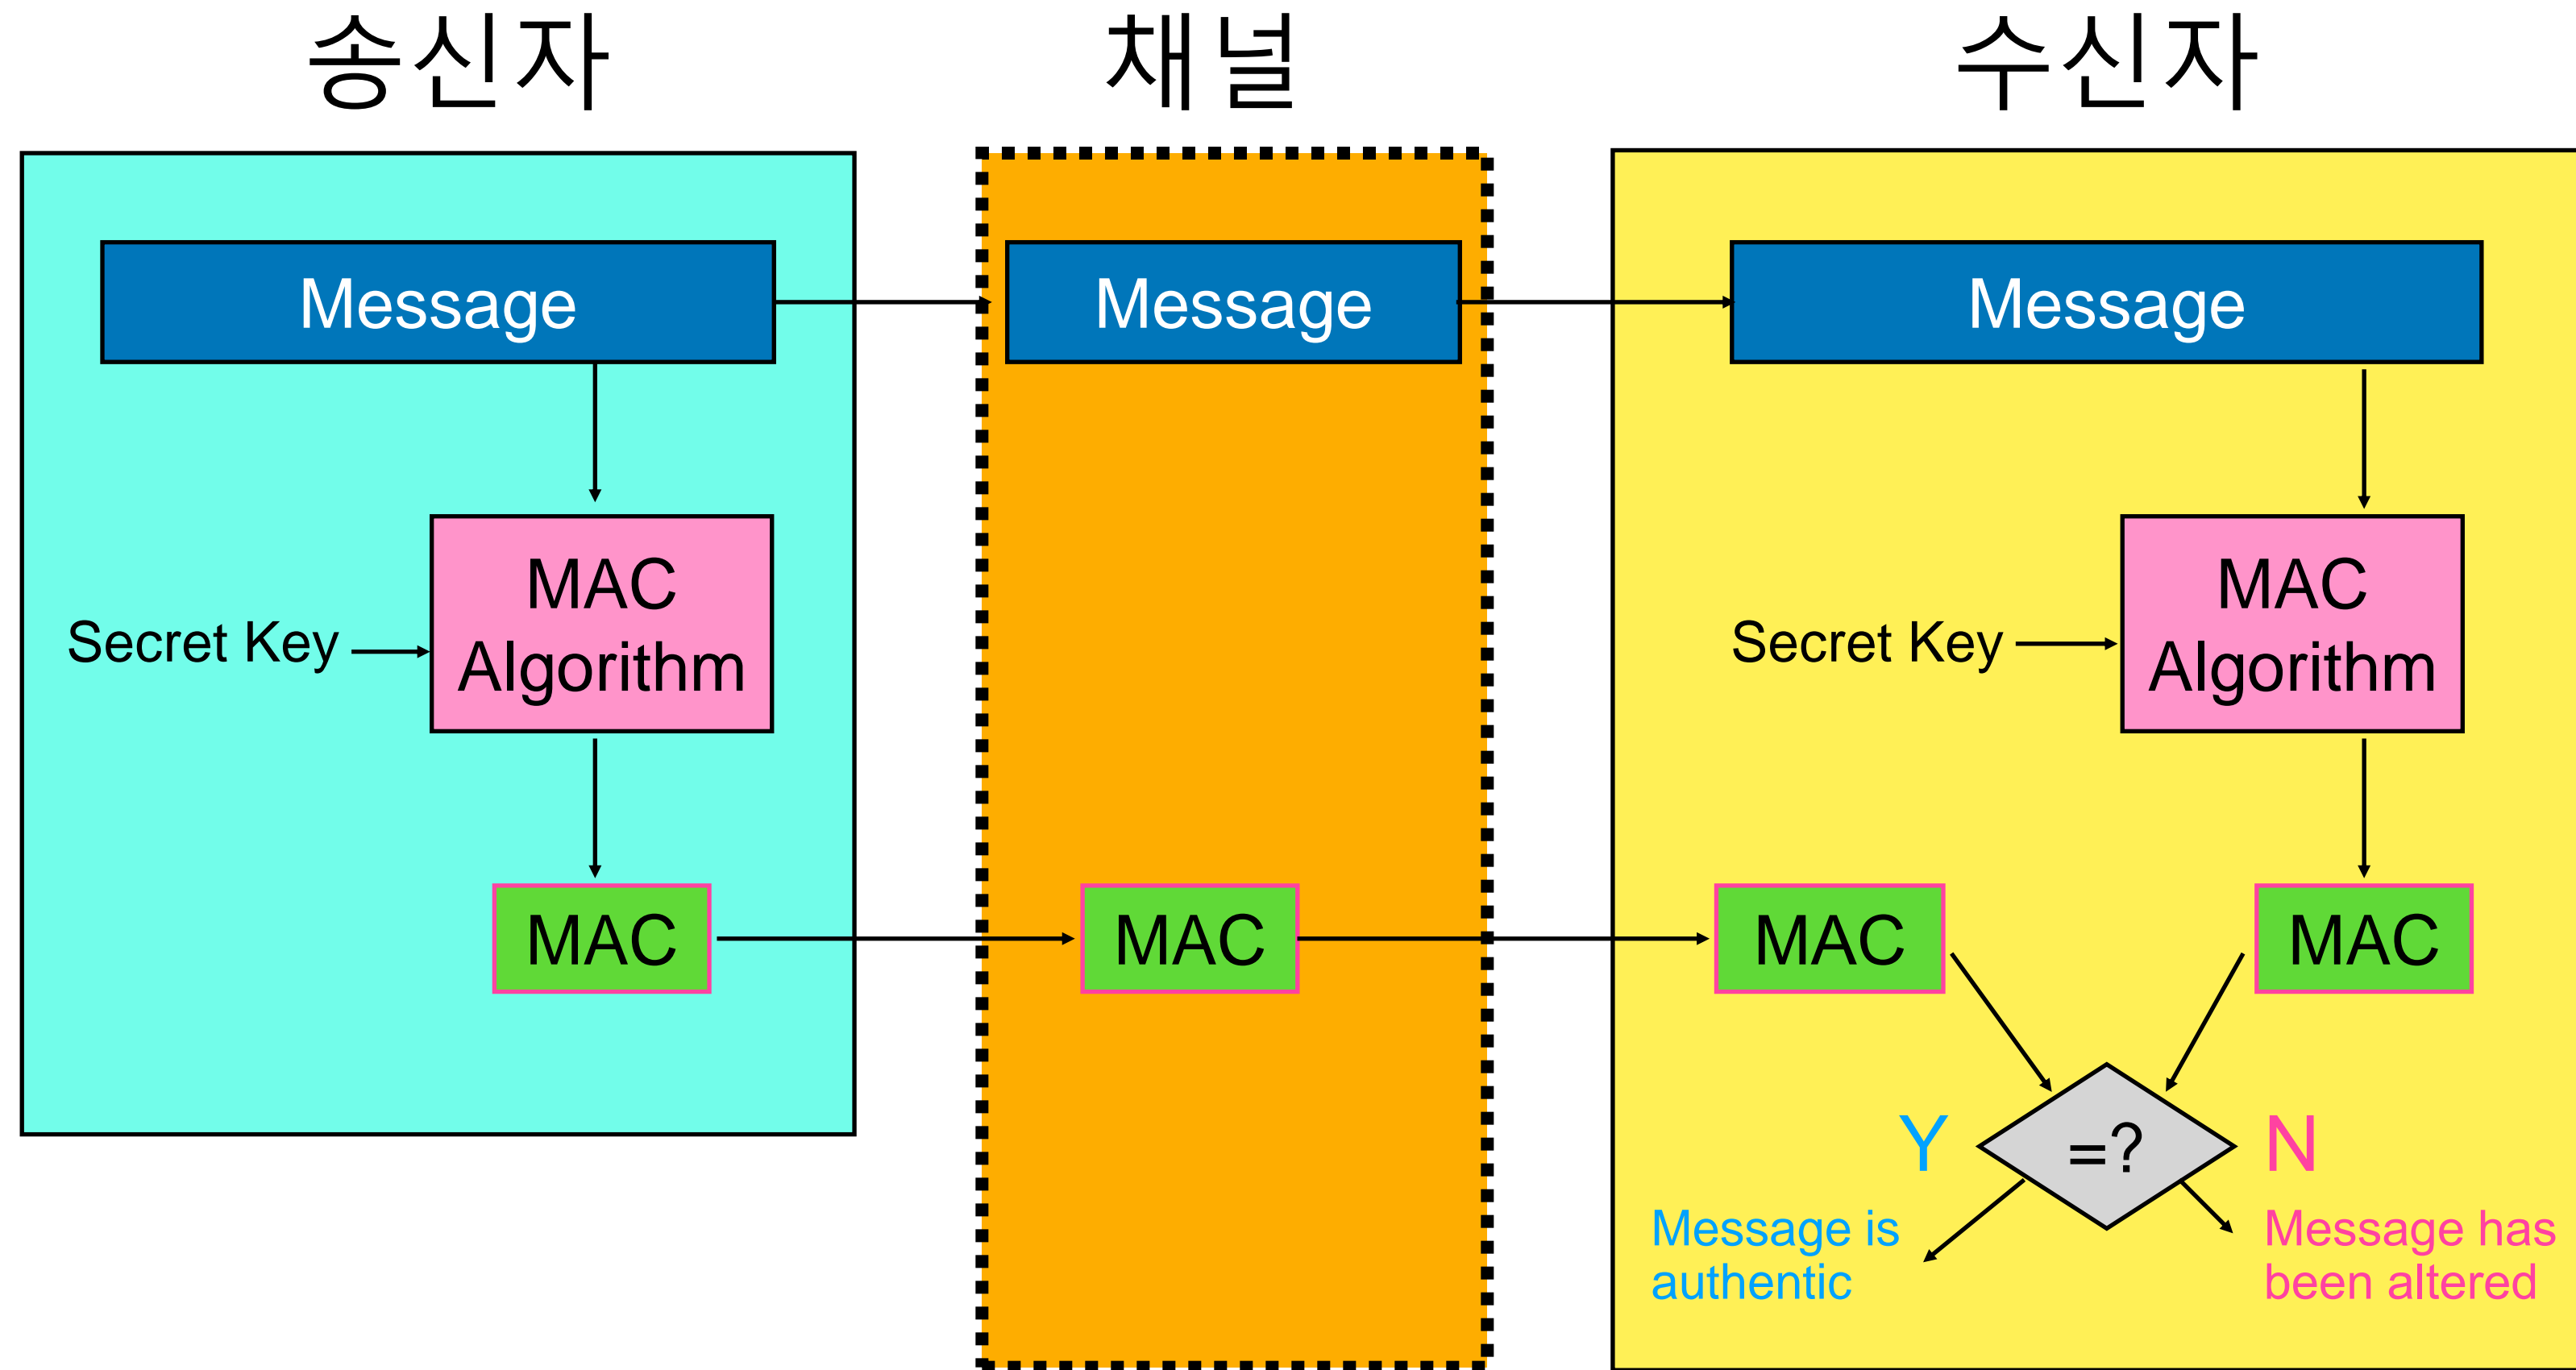 송신자
채널
수신자
Message
Message
Message
MAC
Algorithm
Secret Key
MAC
Algorithm
Secret Key
MAC
MAC
MAC
MAC
Y
=?
N
Message is
authentic
Message has
been altered